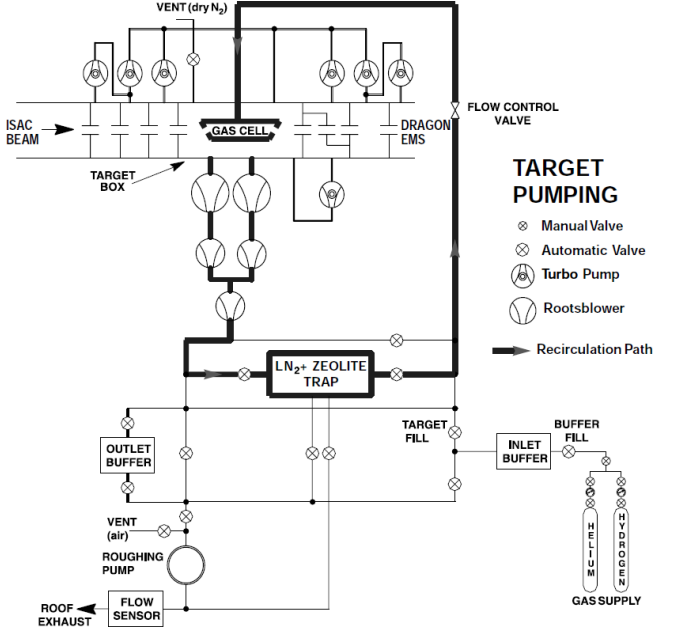 VENT (dry N2)
FLOW CONTROL
VALVE
ISAC
BEAM
GAS CELL
DRAGON
EMS
TARGET
BOX
TARGET
PUMPING
Manual Valve
Automatic Valve
Turbo Pump
Rootsblower
Recirculation Path
LN2+ ZEOLITE
TRAP
TARGET
FILL
BUFFER
FILL
OUTLET
BUFFER
INLET
BUFFER
VENT
(air)
ROUGHING
PUMP
HELIUM
HYDROGEN
GAS SUPPLY
ROOF
EXHAUST
FLOW
SENSOR